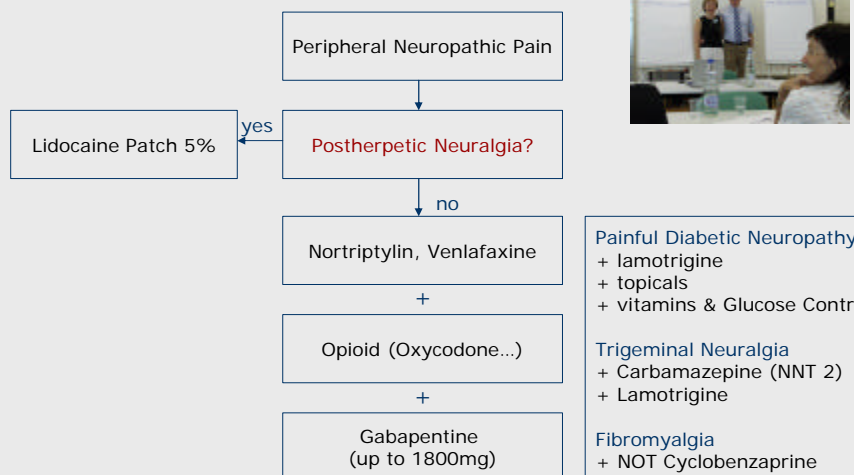 Peripheral Neuropathic Pain
Lidocaine Patch 5%
yes
Postherpetic Neuralgia?
no
Nortriptylin, Venlafaxine
+
Opioid (Oxycodone...)
+
Gabapentine
(up to 1800mg)
Painful Diabetic Neuropathy
+ lamotrigine
+ topicals
+ vitamins & Glucose Contr
Trigeminal Neuralgia
+ Carbamazepine (NNT 2)
+ Lamotrigine
Fibromyalgia
+ NOT Cyclobenzaprine